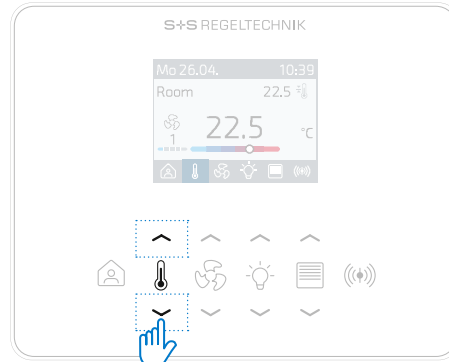 S+S REGELTECHNIK
Mo 26.04. 10:39
Room 22.5
22.5 °C
1